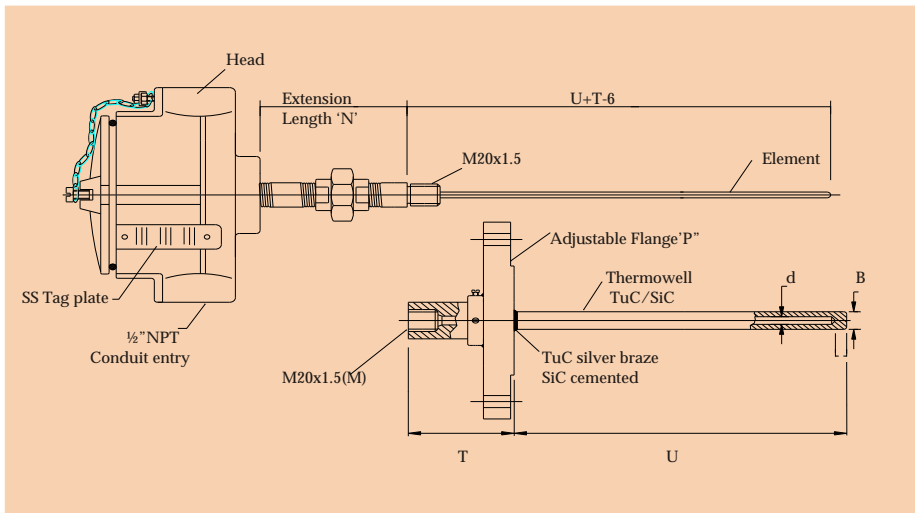 Head
Extension
Length ‘N’
U+T-6
M20x1.5
Element
Adjustable Flange'P"
SS Tag plate
Thermowell
TuC/SiC
d
B
½”NPT
Conduit entry
M20x1.5(M)
TuC silver braze
SiC cemented
T
U